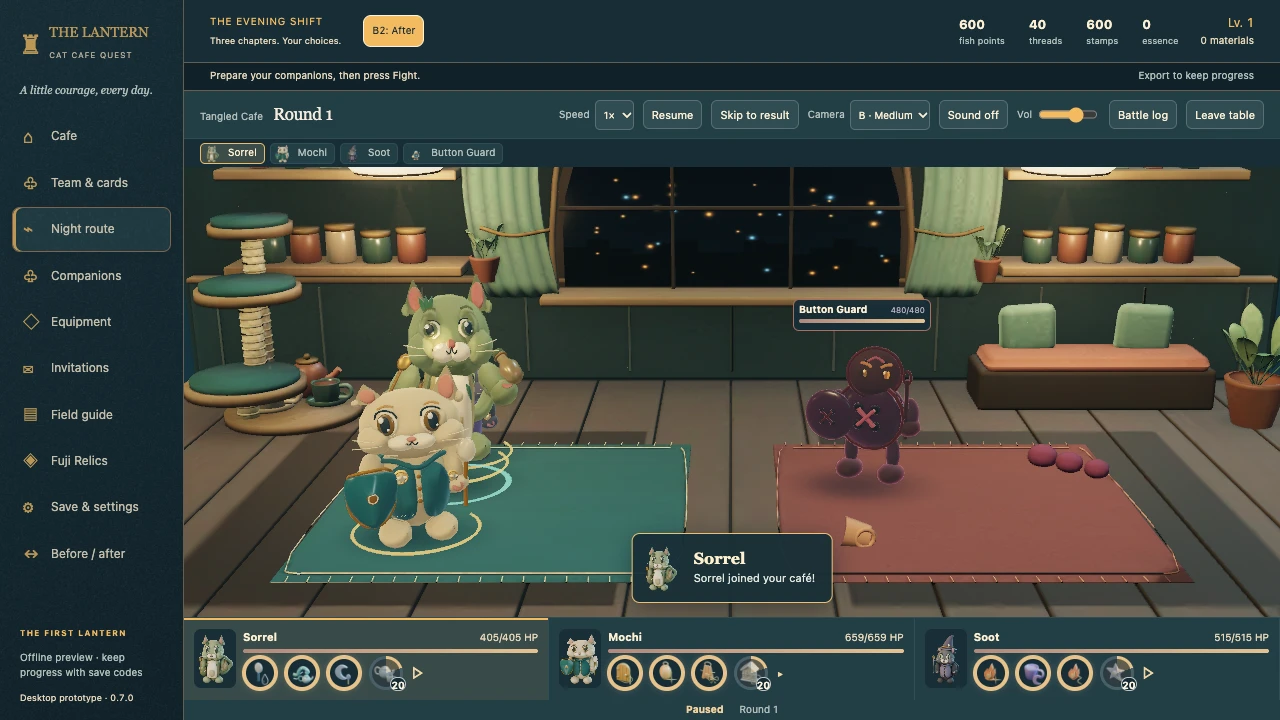 THE LANTERN
CAT CAFE QUEST
A little courage, every day.
Cafe
Team & cards
Night route
Companions
Equipment
Invitations
Field guide
Fuji Relics
Save & settings
Before / after
THE FIRST LANTERN
Offline preview · keep
progress with save codes
Desktop prototype · 0.7.0
THE EVENING SHIFT
Three chapters. Your choices.
B2: After
600
fish points
40
threads
600
stamps
0
essence
Lv. 1
0 materials
Prepare your companions, then press Fight.
Export to keep progress
Tangled Cafe
Round 1
Speed
1x
Resume
Skip to result
Camera
B · Medium
Sound off
Vol
Battle log
Leave table
Sorrel
Mochi
Soot
Button Guard
Button Guard
480/480
Sorrel
Sorrel joined your café!
Sorrel
405/405 HP
20
Mochi
659/659 HP
20
Soot
515/515 HP
20
Paused
Round 1